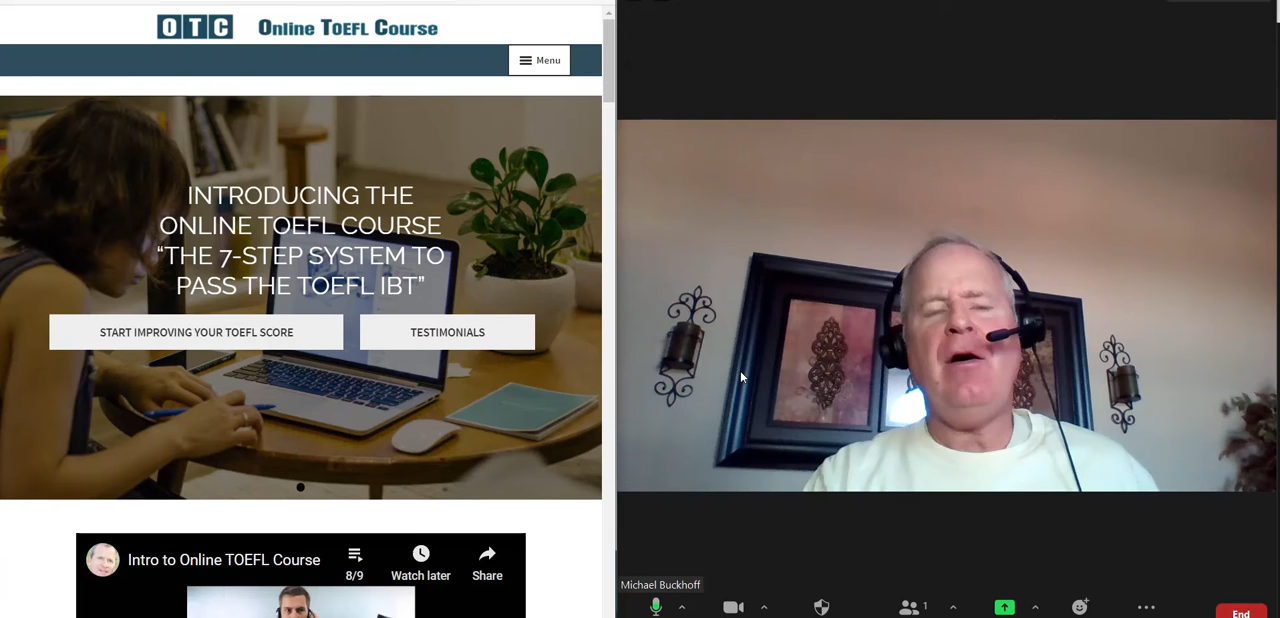 OTC Online TOEFL Course
Menu
INTRODUCING THE
ONLINE TOEFL COURSE
“THE 7-STEP SYSTEM TO
PASS THE TOEFL IBT”
START IMPROVING YOUR TOEFL SCORE
TESTIMONIALS
Intro to Online TOEFL Course
8/9
Watch later
Share
Michael Buckhoff
1
End